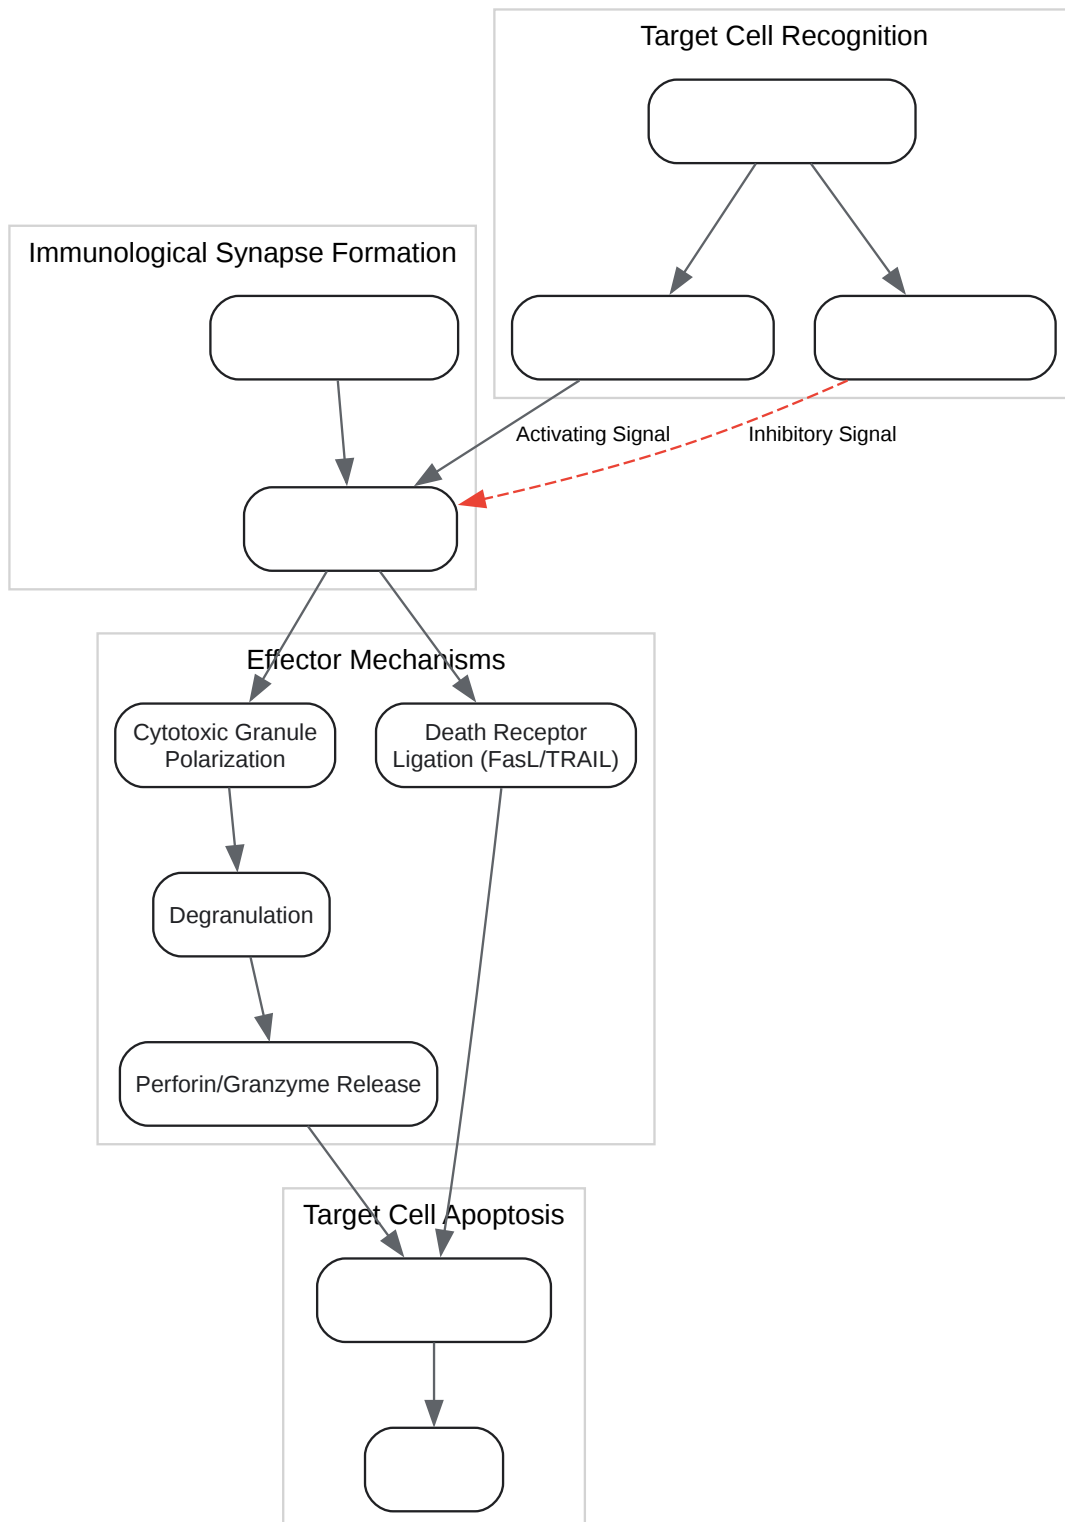 Target Cell Recognition
Immunological Synapse Formation
Activating Signal
Inhibitory Signal
Effector Mechanisms
Cytotoxic Granule
Polarization
Death Receptor
Ligation (FasL/TRAIL)
Degranulation
Perforin/Granzyme Release
Target Cell Apoptosis